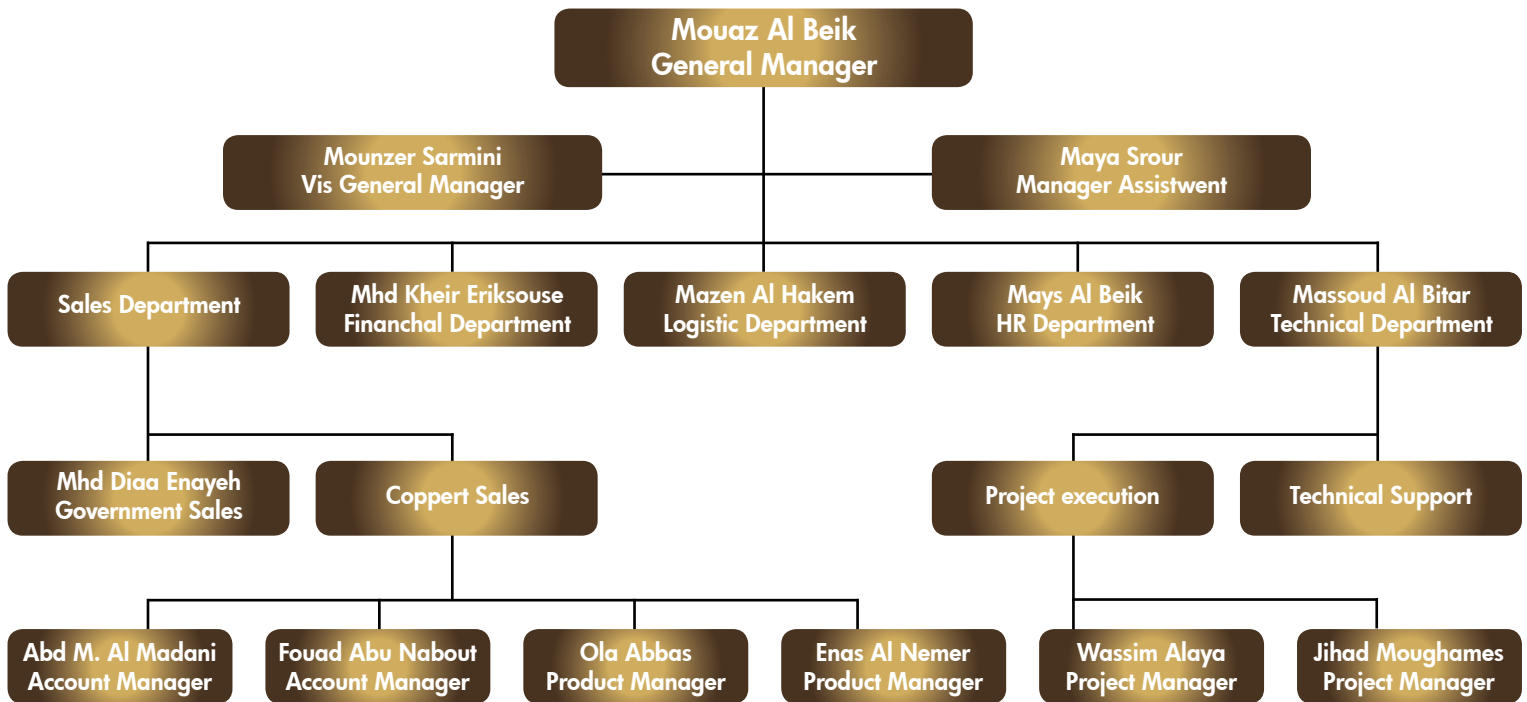 Mouaz Al Beik
General Manager
Mounzer Sarmini
Vis General Manager
Maya Srour
Manager Assistwent
Sales Department
Mhd Kheir Eriksouse
Financhal Department
Mazen Al Hakem
Logistic Department
Mays Al Beik
HR Department
Massoud Al Bitar
Technical Department
Mhd Diaa Enayeh
Government Sales
Coppert Sales
Project execution
Technical Support
Abd M. Al Madani
Account Manager
Fouad Abu Nabout
Account Manager
Ola Abbas
Product Manager
Enas Al Nemer
Product Manager
Wassim Alaya
Project Manager
Jihad Moughames
Project Manager